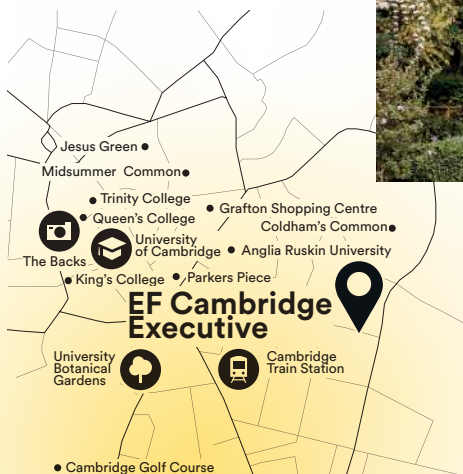 Jesus Green
Midsummer Common
Trinity College
Grafton Shopping Centre
Queen's College
Coldham's Common
University
of Cambridge
Anglia Ruskin University
The Backs
King's College
Parkers Piece
EF Cambridge
Executive
University
Botanical
Gardens
Cambridge
Train Station
Cambridge Golf Course